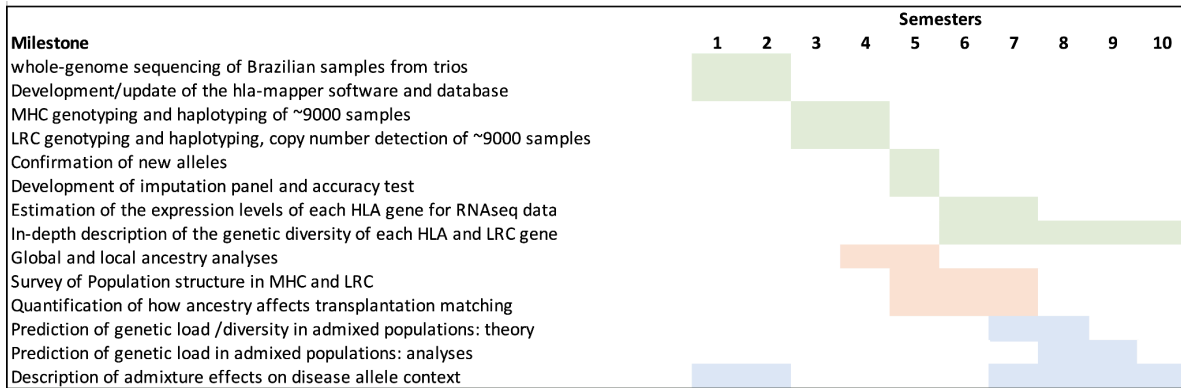 Semesters
Milestone 1 2 3 4 5 6 7 8 9 10
whole-genome sequencing of Brazilian samples from trios
Development/update of the hla-mapper software and database
MHC genotyping and haplotyping of ~9000 samples
LRC genotyping and haplotyping, copy number detection of ~9000 samples
Confirmation of new alleles
Development of imputation panel and accuracy test
Estimation of the expression levels of each HLA gene for RNAseq data
In-depth description of the genetic diversity of each HLA and LRC gene
Global and local ancestry analyses
Survey of Population structure in MHC and LRC
Quantification of how ancestry affects transplantation matching
Prediction of genetic load /diversity in admixed populations: theory
Prediction of genetic load in admixed populations: analyses
Description of admixture effects on disease allele context